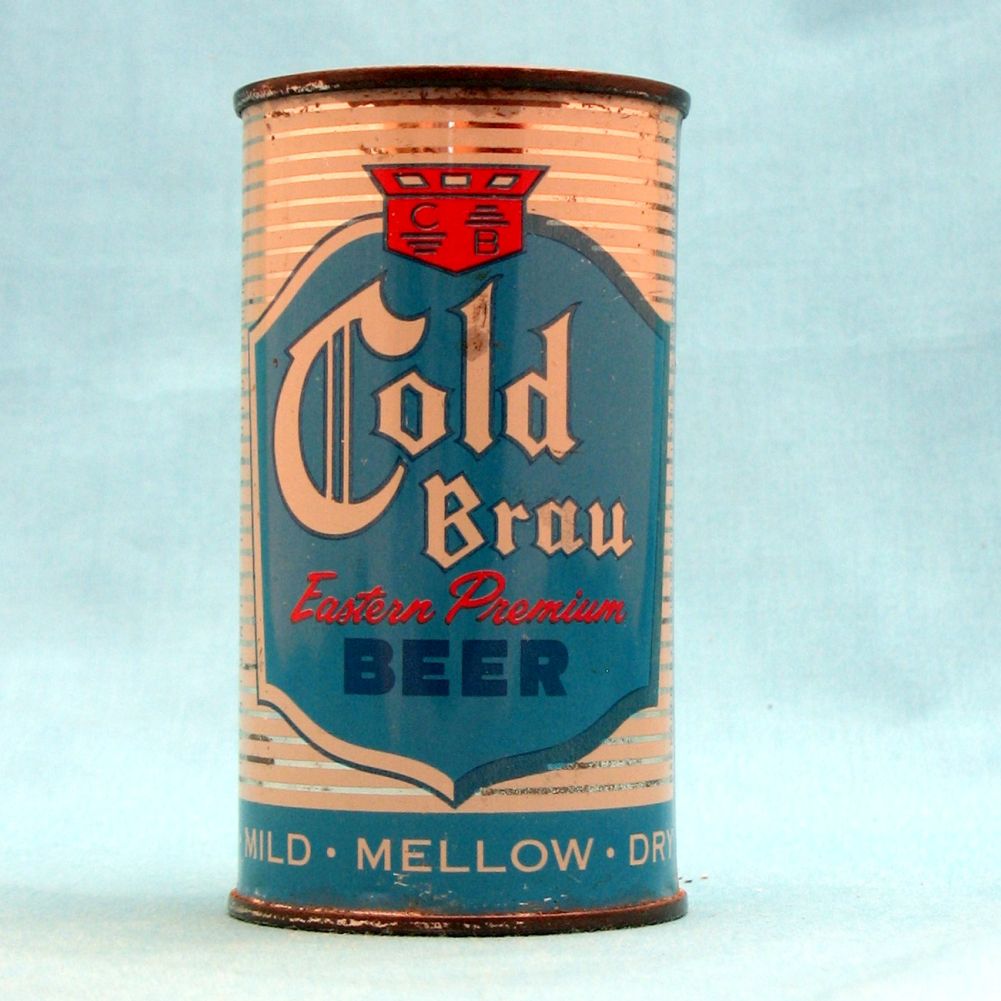 C B
Cold
Brau
Eastern Premium
BEER
MILD • MELLOW • DRY